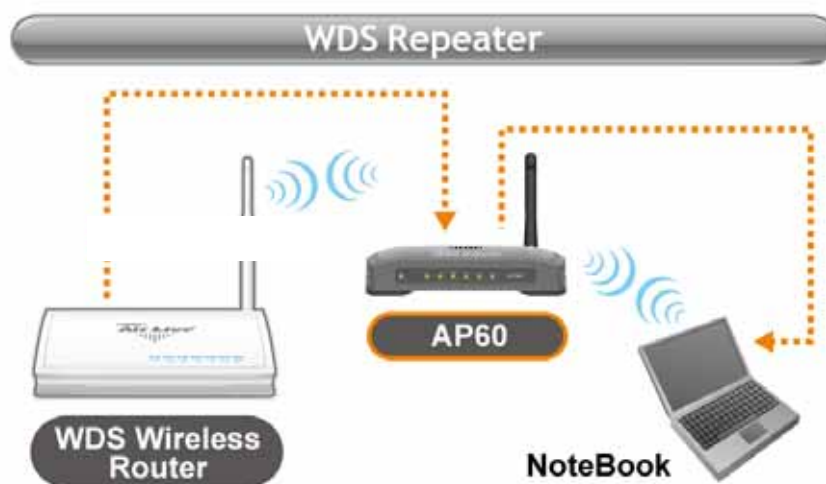 WDS Repeater
AP60
WDS Wireless
Router
NoteBook